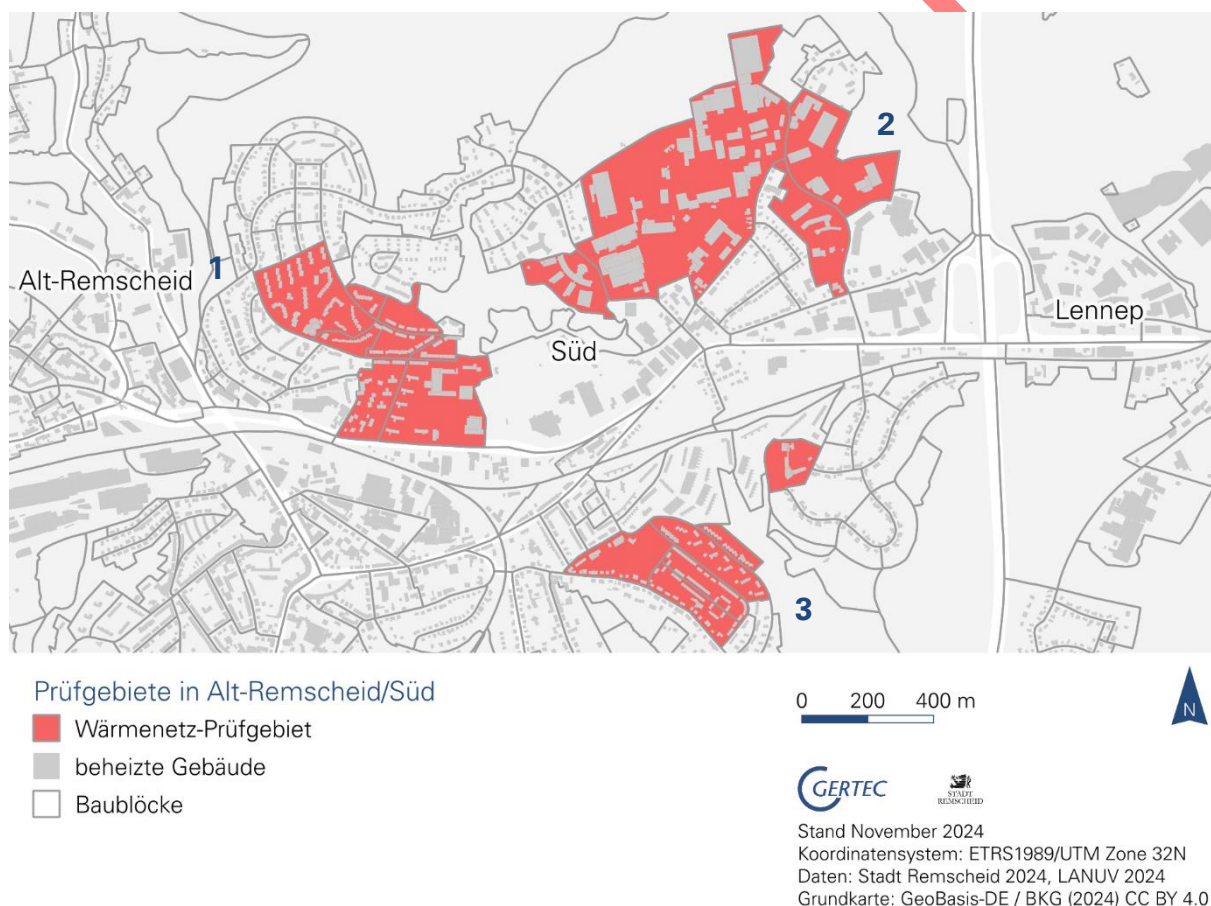 2
1
Alt-Remscheid
Lennep
Süd
3
Prüfgebiete in Alt-Remscheid/Süd
Wärmenetz-Prüfgebiet
beheizte Gebäude
Baublöcke
0 200 400 m
N
GERTEC
STADT
REMSCHEID
Stand November 2024
Koordinatensystem: ETRS1989/UTM Zone 32N
Daten: Stadt Remscheid 2024, LANUV 2024
Grundkarte: GeoBasis-DE / BKG (2024) CC BY 4.0